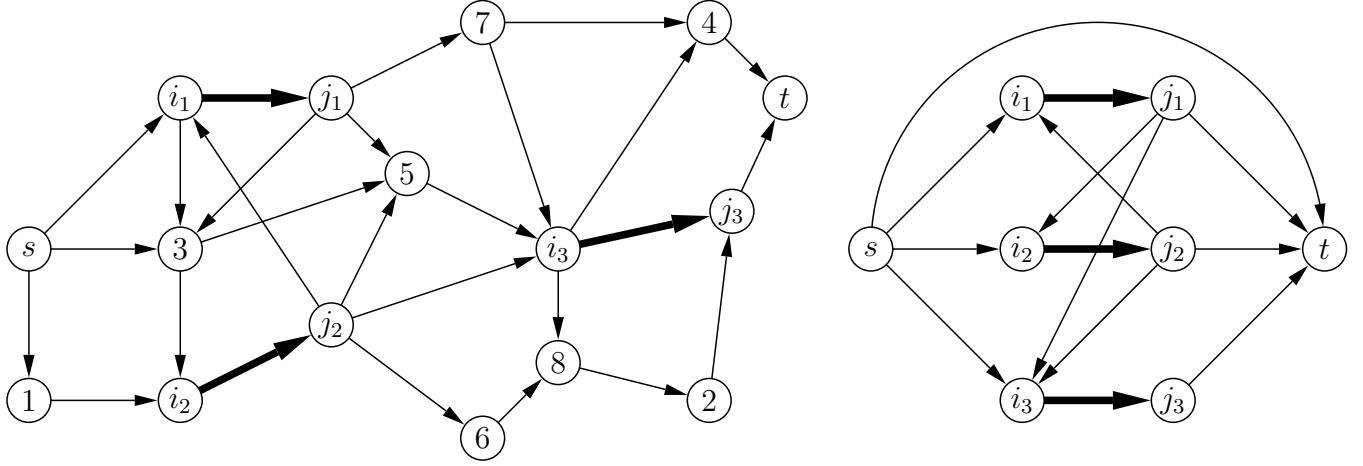 7 4
i₁ j₁ t i₁ j₁
5
j₃
s 3 i₃ s i₂ j₂ t
j₂
8
1 i₂ 2 i₃ j₃
6